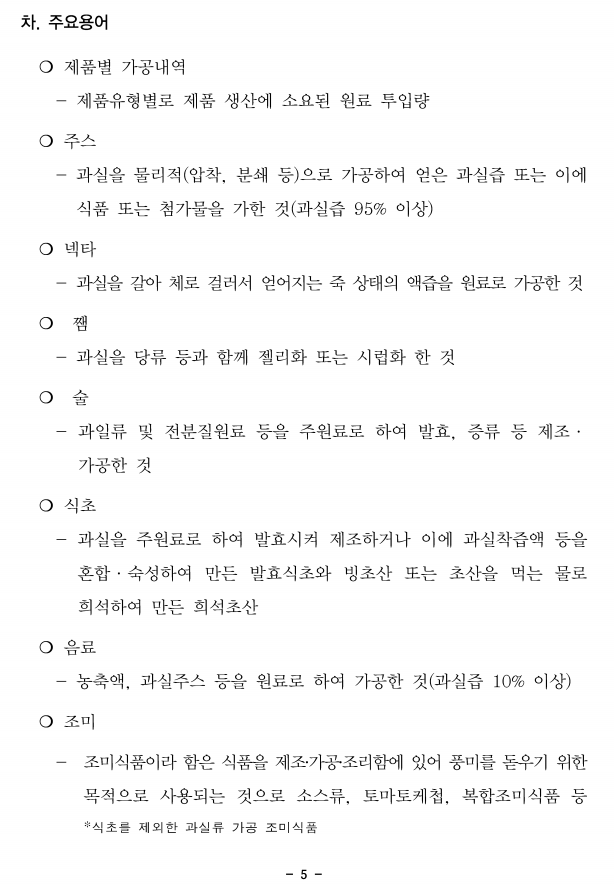 차. 주요용어
❍ 제품별 가공내역
- 제품유형별로 제품 생산에 소요된 원료 투입량
❍ 주스
- 과실을 물리적(압착, 분쇄 등)으로 가공하여 얻은 과실즙 또는 이에
식품 또는 첨가물을 가한 것(과실즙 95% 이상)
❍ 넥타
- 과실을 갈아 체로 걸러서 얻어지는 죽 상태의 액즙을 원료로 가공한 것
❍ 쨈
- 과실을 당류 등과 함께 젤리화 또는 시럽화 한 것
❍ 술
- 과일류 및 전분질원료 등을 주원료로 하여 발효, 증류 등 제조·
가공한 것
❍ 식초
- 과실을 주원료로 하여 발효시켜 제조하거나 이에 과실착즙액 등을
혼합·숙성하여 만든 발효식초와 빙초산 또는 초산을 먹는 물로
희석하여 만든 희석초산
❍ 음료
- 농축액, 과실주스 등을 원료로 하여 가공한 것(과실즙 10% 이상)
❍ 조미
- 조미식품이라 함은 식품을 제조·가공·조리함에 있어 풍미를 돋우기 위한
목적으로 사용되는 것으로 소스류, 토마토케첩, 복합조미식품 등
*식초를 제외한 과실류 가공 조미식품
- 5 -